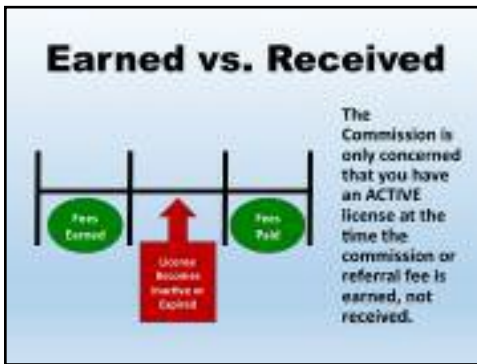 Earned vs. Received
Fees
Earned
License
Becomes
Inactive or
Expired
Fees
Paid
The
Commission is
only concerned
that you have
an ACTIVE
license at the
time the
commission or
referral fee is
earned, not
received.